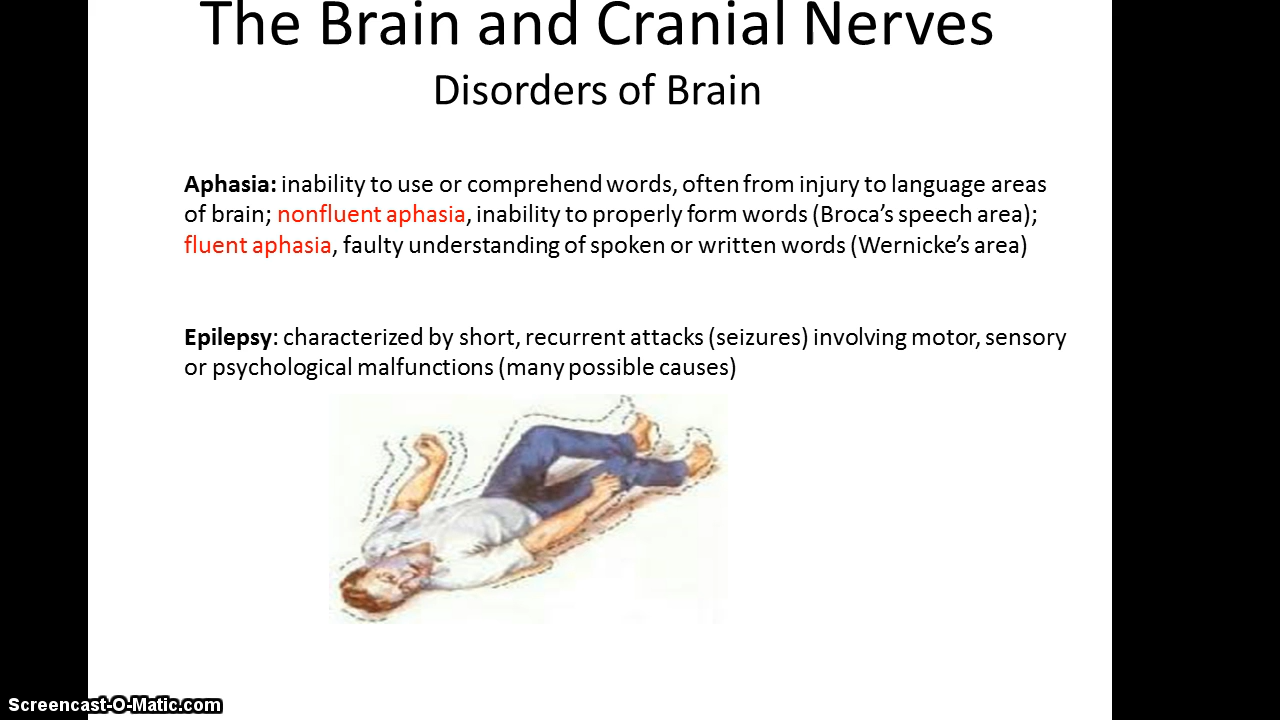 The Brain and Cranial Nerves
Disorders of Brain
Aphasia: inability to use or comprehend words, often from injury to language areas
of brain; nonfluent aphasia, inability to properly form words (Broca’s speech area);
fluent aphasia, faulty understanding of spoken or written words (Wernicke’s area)
Epilepsy: characterized by short, recurrent attacks (seizures) involving motor, sensory
or psychological malfunctions (many possible causes)
Screencast-O-Matic.com